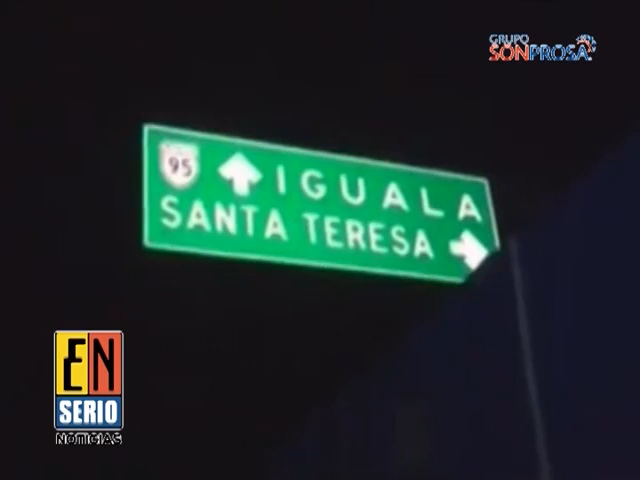 GRUPO
SONPROSA
95 IGUALA
SANTA TERESA
EN
SERIO
NOTICIAS